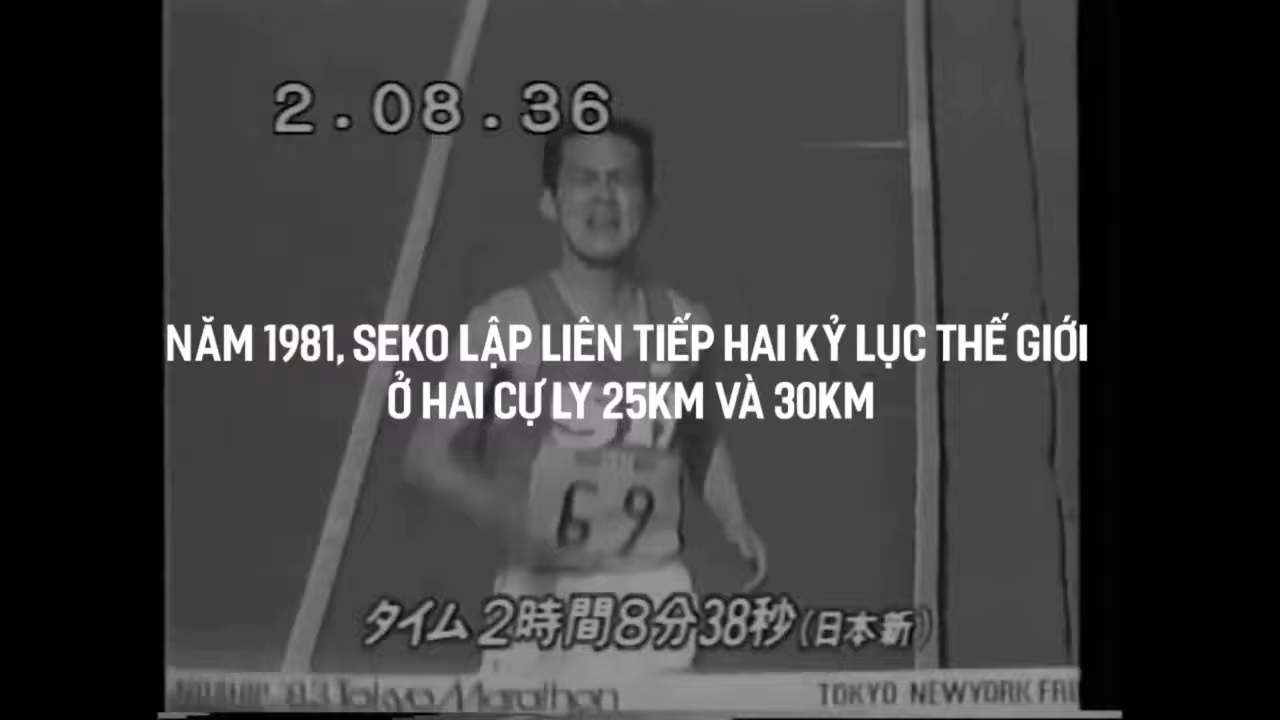 2.08.36
NĂM 1981, SEKO LẬP LIÊN TIẾP HAI KỶ LỤC THẾ GIỚI
Ở HAI CỰ LY 25KM VÀ 30KM
69
タイム2時間8分38秒(日本新)
'83 Tokyo Marathon
TOKYO NEWYORK FRI